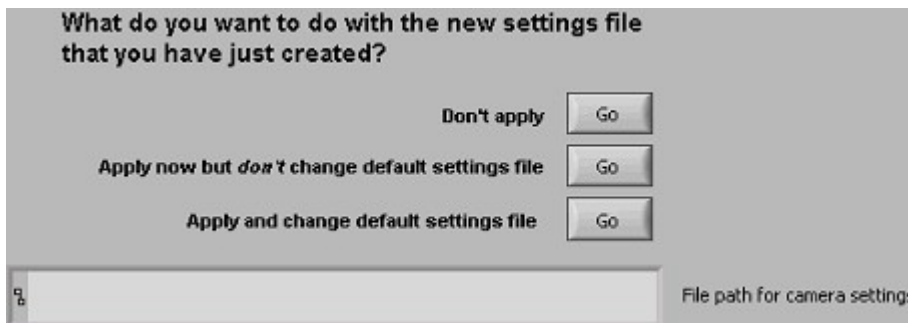 What do you want to do with the new settings file
that you have just created?
Don't apply Go
Apply now but don't change default settings file Go
Apply and change default settings file Go
File path for camera settings